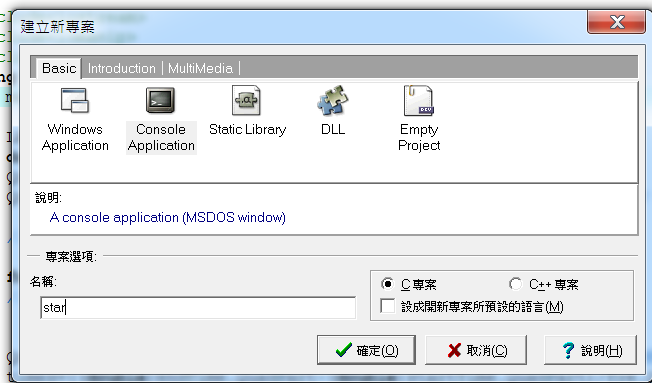 建立新專案
Basic Introduction MultiMedia
Windows Application
Console Application
Static Library
DLL
Empty Project
說明:
A console application (MSDOS window)
專案選項:
名稱:
star
C 專案
C++ 專案
設成開新專案所預設的語言(M)
確定(O)
取消(C)
說明(H)